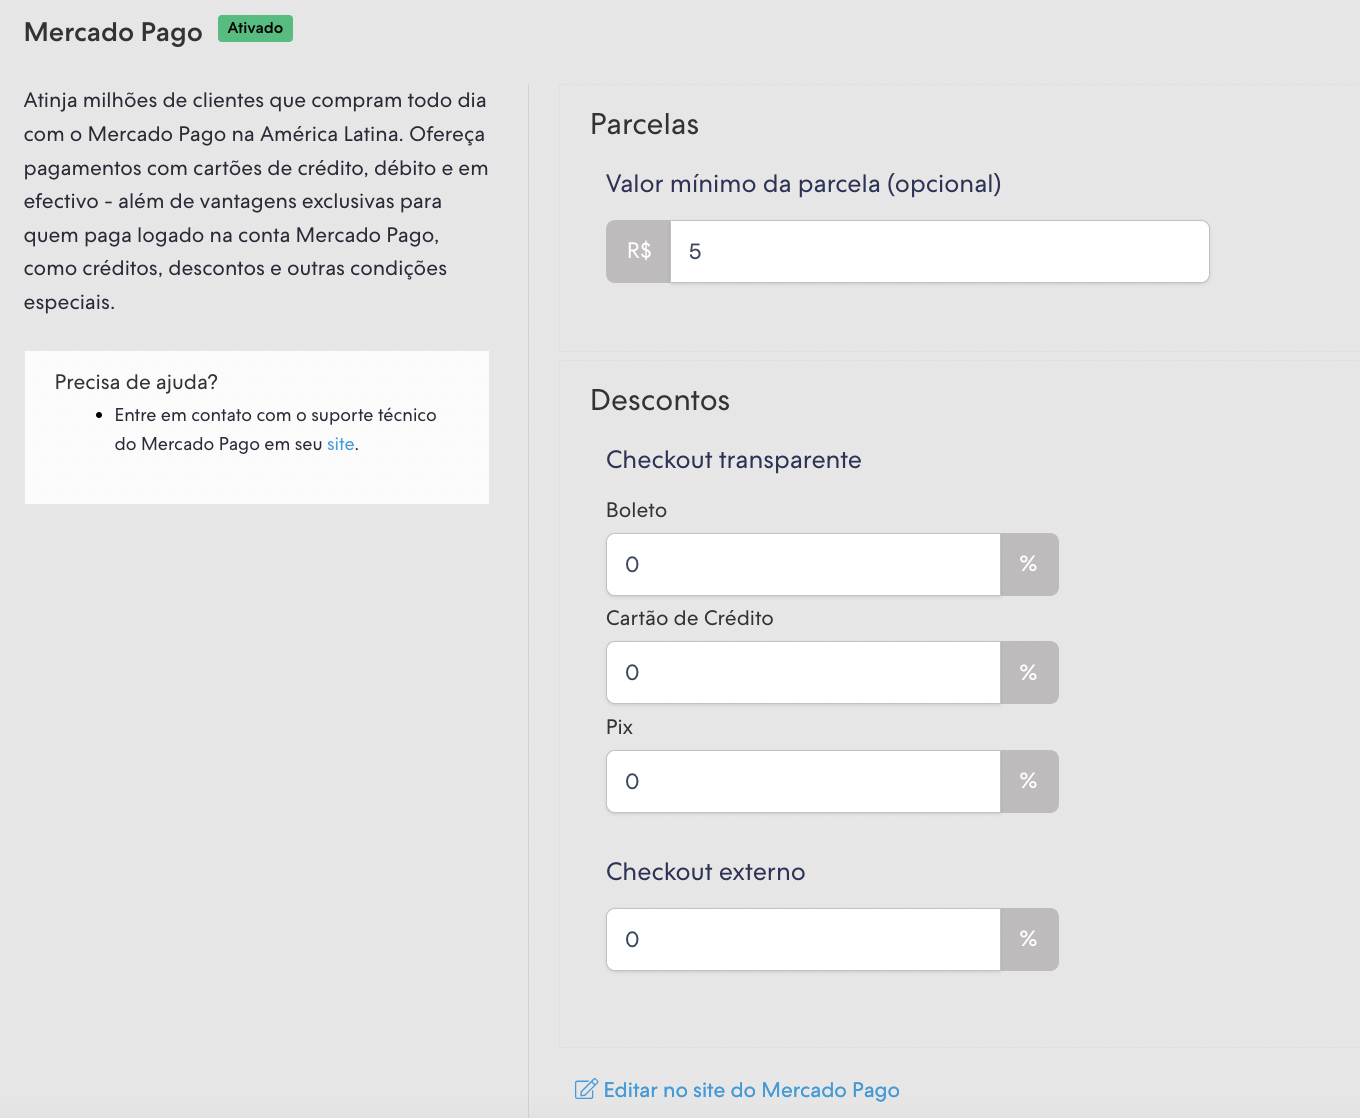 Mercado Pago Ativado
Atinja milhões de clientes que compram todo dia
com o Mercado Pago na América Latina. Ofereça
pagamentos com cartões de crédito, débito e em
efectivo - além de vantagens exclusivas para
quem paga logado na conta Mercado Pago,
como créditos, descontos e outras condições
especiais.
Precisa de ajuda?
• Entre em contato com o suporte técnico
do Mercado Pago em seu site.
Parcelas
Valor mínimo da parcela (opcional)
R$ 5
Descontos
Checkout transparente
Boleto
0 %
Cartão de Crédito
0 %
Pix
0 %
Checkout externo
0 %
Editar no site do Mercado Pago